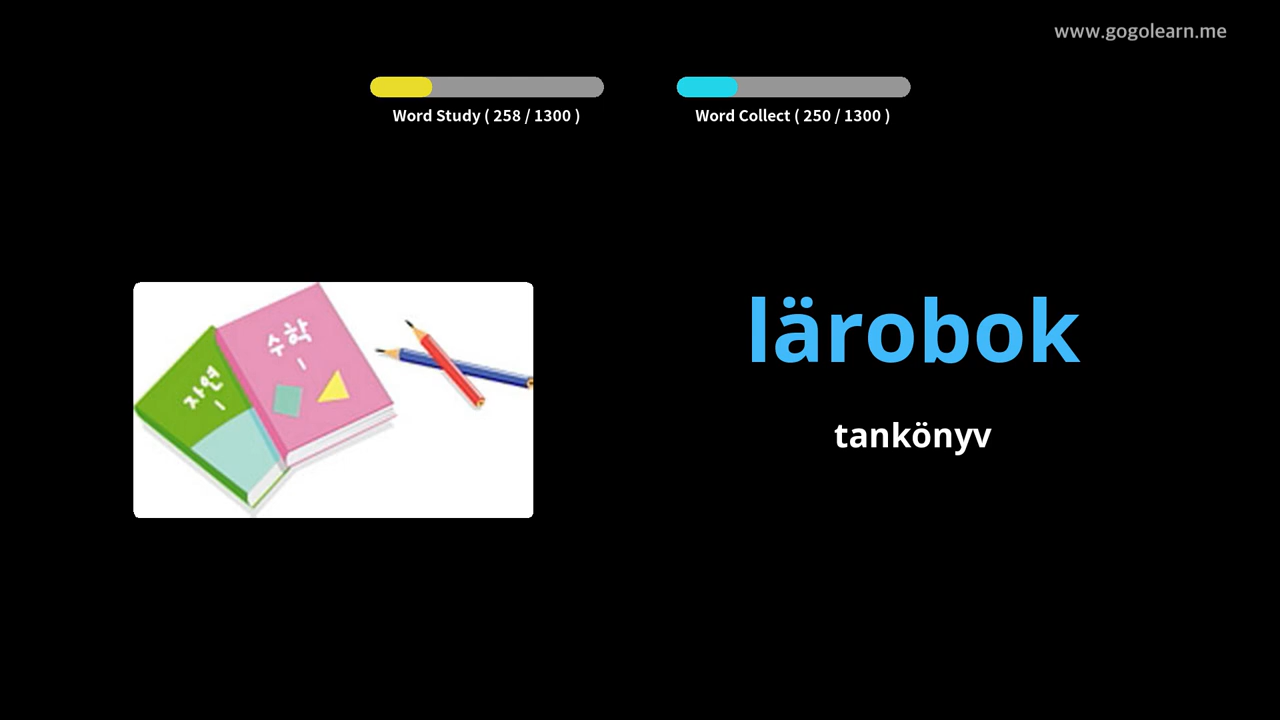 www.gogolearn.me
Word Study ( 258 / 1300 )
Word Collect ( 250 / 1300 )
자연
1
수학
1
lärobok
tankönyv